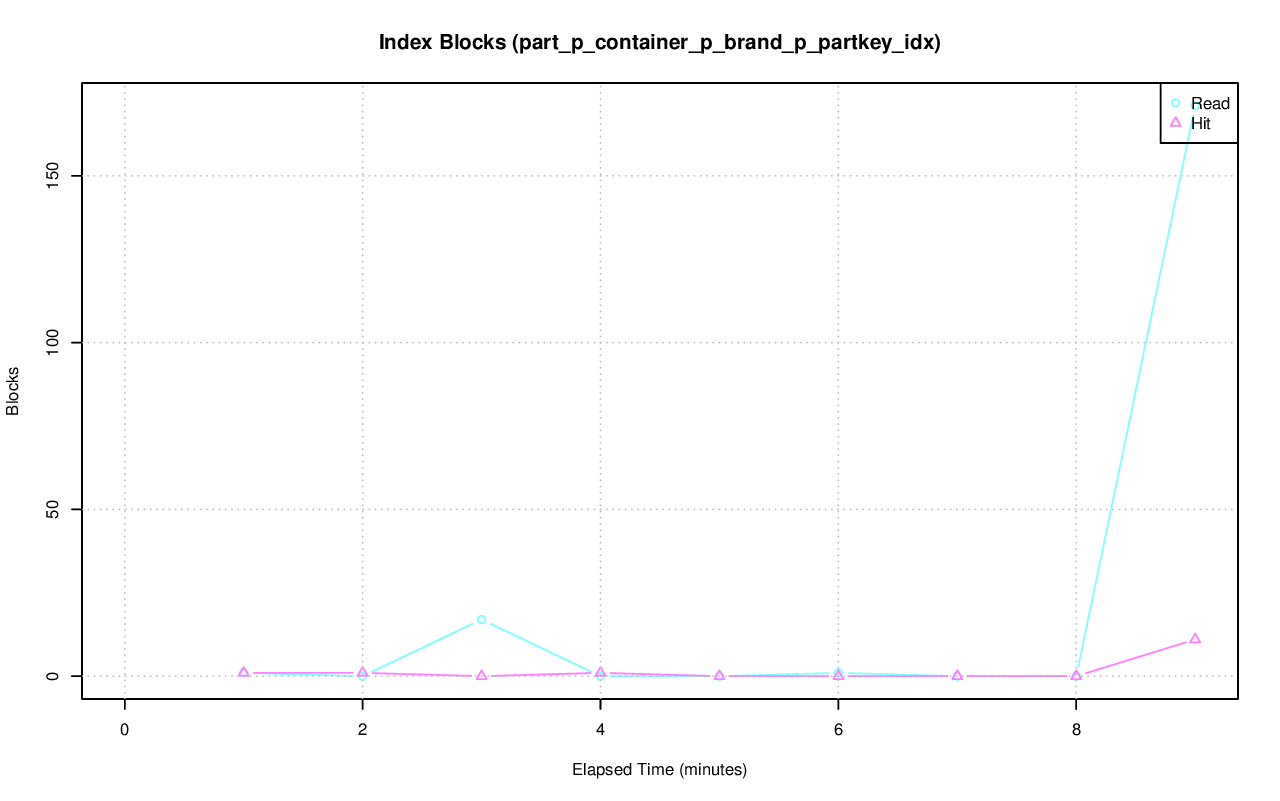 Index Blocks (part_p_container_p_brand_p_partkey_idx)
Read
Hit
150
100
50
0
Blocks
0 2 4 6 8
Elapsed Time (minutes)